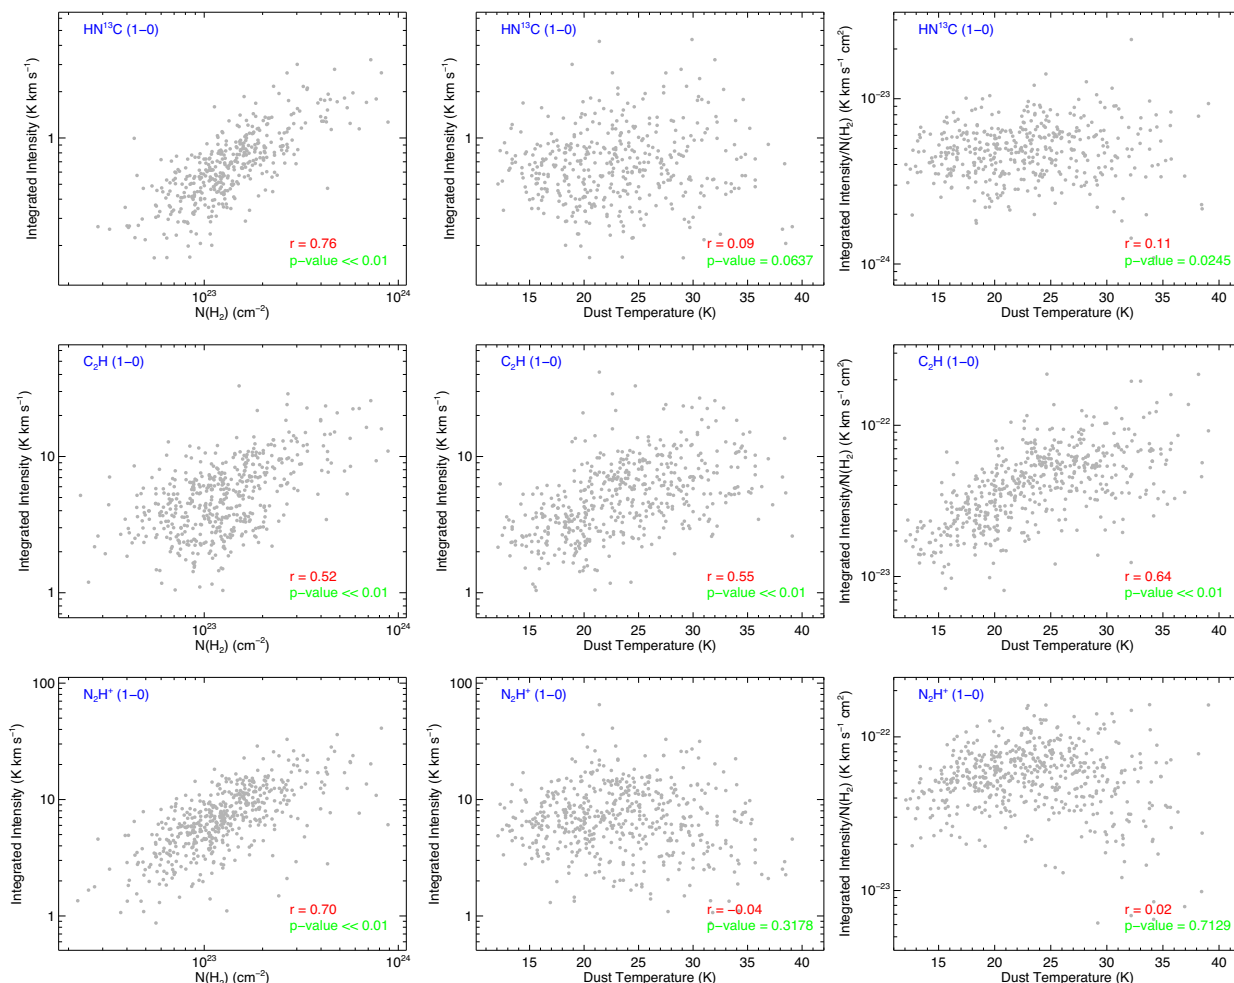 HN¹³C (1−0)
Integrated Intensity (K km s⁻¹)
1
r = 0.76
p−value << 0.01
10²³ 10²⁴
N(H₂) (cm⁻²)
HN¹³C (1−0)
Integrated Intensity (K km s⁻¹)
1
r = 0.09
p−value = 0.0637
15 20 25 30 35 40
Dust Temperature (K)
HN¹³C (1−0)
Integrated Intensity/N(H₂) (K km s⁻¹ cm²)
10⁻²³
10⁻²⁴
r = 0.11
p−value = 0.0245
15 20 25 30 35 40
Dust Temperature (K)
C₂H (1−0)
Integrated Intensity (K km s⁻¹)
10
1
r = 0.52
p−value << 0.01
10²³ 10²⁴
N(H₂) (cm⁻²)
C₂H (1−0)
Integrated Intensity (K km s⁻¹)
10
1
r = 0.55
p−value << 0.01
15 20 25 30 35 40
Dust Temperature (K)
C₂H (1−0)
Integrated Intensity/N(H₂) (K km s⁻¹ cm²)
10⁻²²
10⁻²³
r = 0.64
p−value << 0.01
15 20 25 30 35 40
Dust Temperature (K)
N₂H⁺ (1−0)
Integrated Intensity (K km s⁻¹)
100
10
1
r = 0.70
p−value << 0.01
10²³ 10²⁴
N(H₂) (cm⁻²)
N₂H⁺ (1−0)
Integrated Intensity (K km s⁻¹)
100
10
1
r = −0.04
p−value = 0.3178
15 20 25 30 35 40
Dust Temperature (K)
N₂H⁺ (1−0)
Integrated Intensity/N(H₂) (K km s⁻¹ cm²)
10⁻²²
10⁻²³
r = 0.02
p−value = 0.7129
15 20 25 30 35 40
Dust Temperature (K)